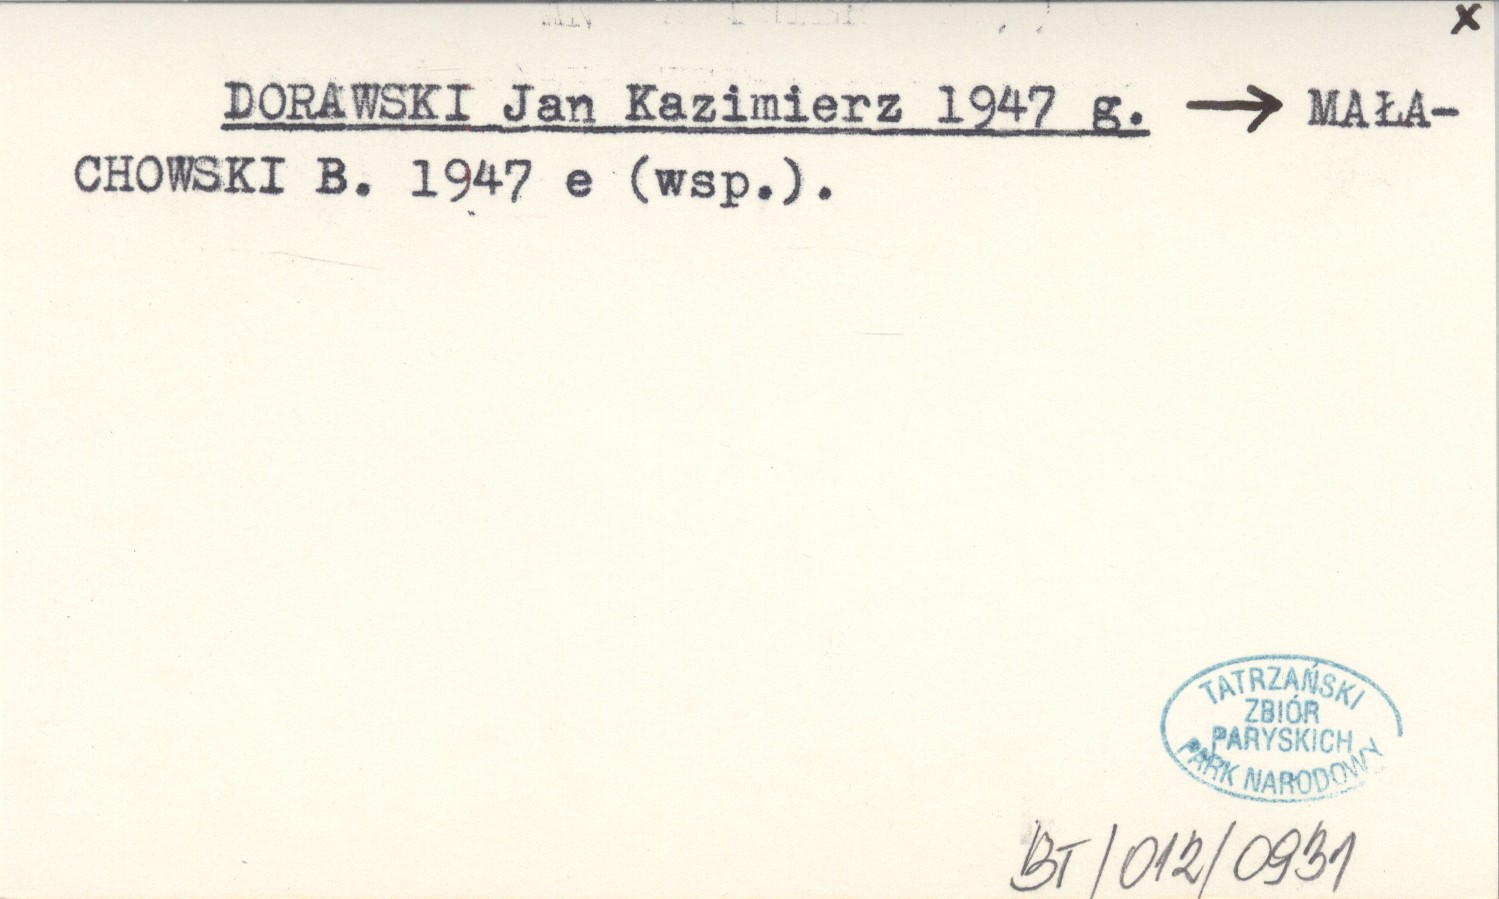 x
DORAWSKI Jan Kazimierz 1947 g. → MAŁA-
CHOWSKI B. 1947 e (wsp.).
TATRZAŃSKI
ZBIÓR
PARYSKICH
PARK NARODOWY
BT/012/0931